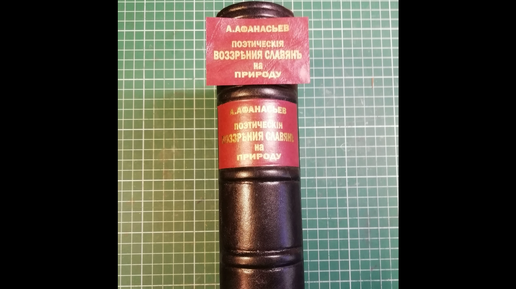 А.АФАНАСЬЕВ
ПОЭТИЧЕСКІЯ
ВОЗЗРѢНІЯ СЛАВЯНЪ
НА
ПРИРОДУ
А.АФАНАСЬЕВ
ПОЭТИЧЕСКІЯ
ВОЗЗРѢНІЯ СЛАВЯНЪ
НА
ПРИРОДУ